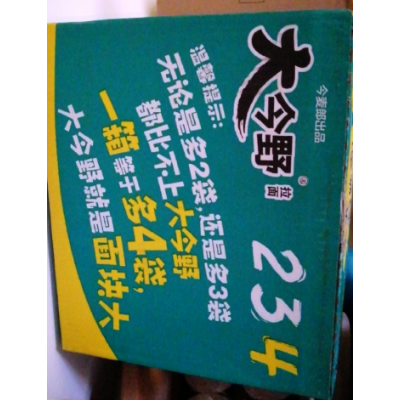 今麦郎出品
大今野®
拉面
234
温馨提示:
无论是多2袋,还是多3袋
都比不上大今野
一箱等于多4袋,
大今野就是面块大